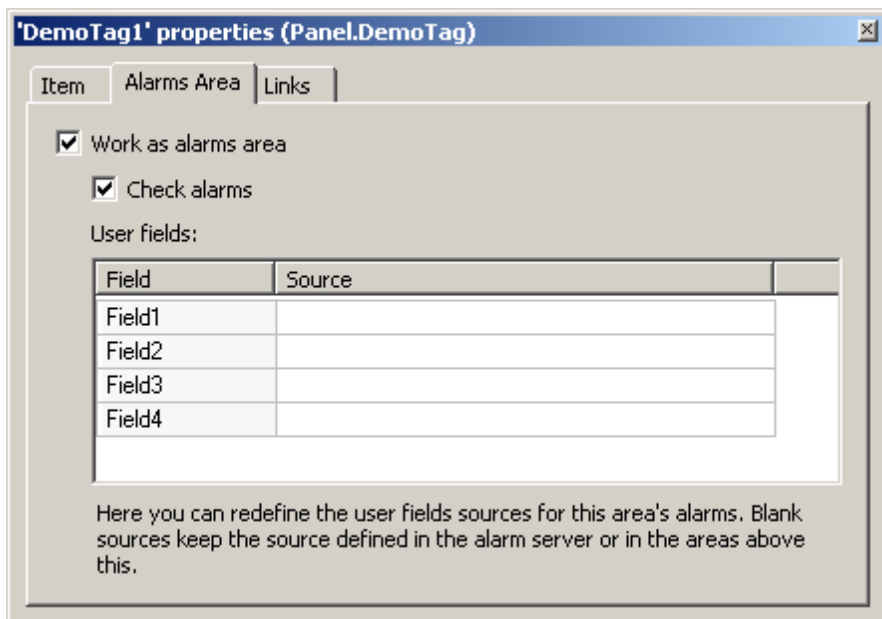 'DemoTag1' properties (Panel.DemoTag)
Item Alarms Area Links
Work as alarms area
Check alarms
User fields:
Field Source
Field1
Field2
Field3
Field4
Here you can redefine the user fields sources for this area's alarms. Blank
sources keep the source defined in the alarm server or in the areas above
this.